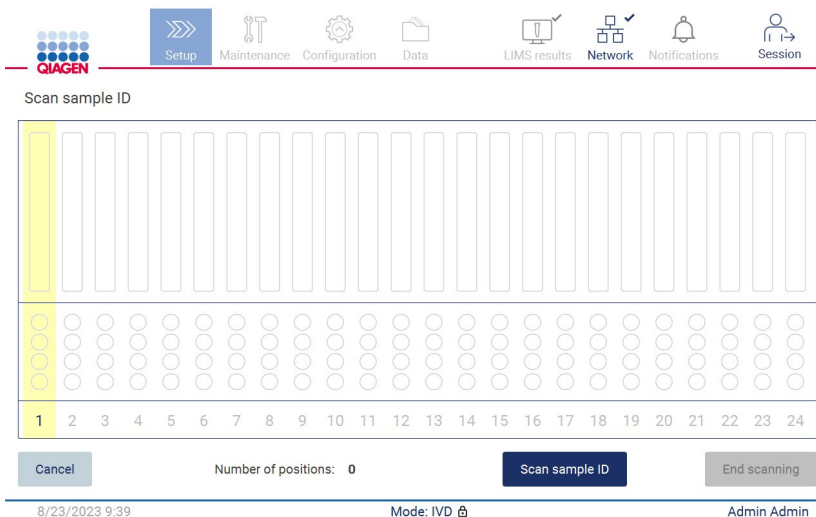 QIAGEN
Setup Maintenance Configuration Data LIMS results Network Notifications Session
Scan sample ID
1 2 3 4 5 6 7 8 9 10 11 12 13 14 15 16 17 18 19 20 21 22 23 24
Cancel Number of positions: 0 Scan sample ID End scanning
8/23/2023 9:39 Mode: IVD Admin Admin